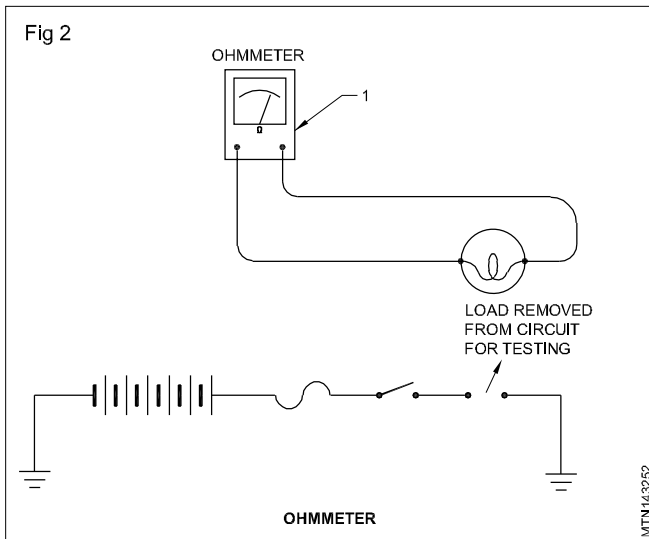 Fig 2
OHMMETER
1
Ω
LOAD REMOVED
FROM CIRCUIT
FOR TESTING
OHMMETER
MTN143252